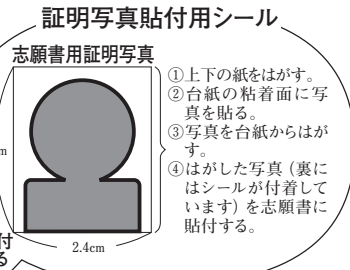 証明写真貼付用シール
志願書用証明写真
①上下の紙をはがす。
②台紙の粘着面に写
真を貼る。
③写真を台紙からはが
す。
④はがした写真（裏に
はシールが付着して
います）を志願書に
貼付する。
m
付
る
2.4cm